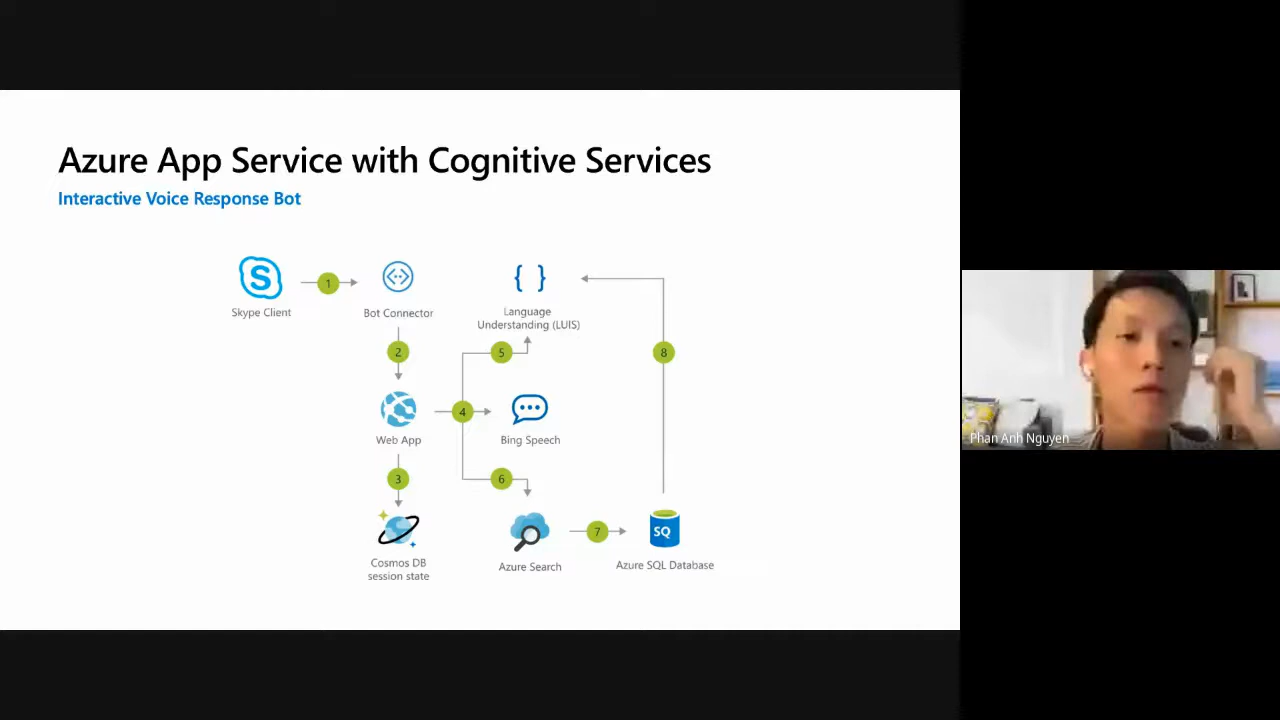 Azure App Service with Cognitive Services
Interactive Voice Response Bot
S
1
{ }
Skype Client
Bot Connector
Language
Understanding (LUIS)
2
5
8
4
Web App
Bing Speech
3
6
7
SQ
Cosmos DB
session state
Azure Search
Azure SQL Database
Phan Anh Nguyen